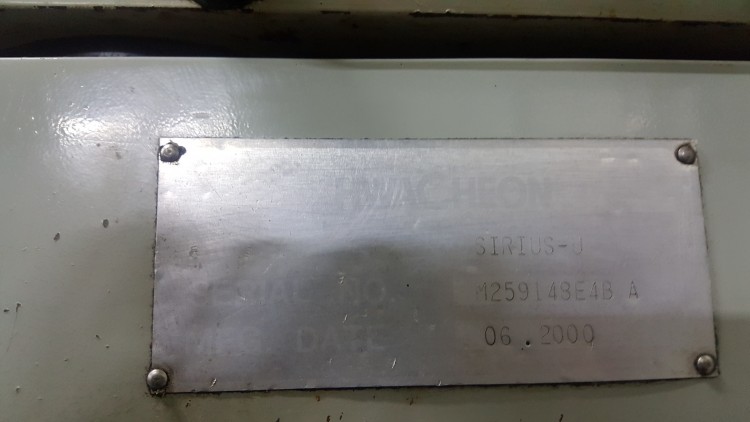 HWACHEON
SIRIUS-U
SERIAL NO. M259148E4B A
MFG. DATE 06.2000